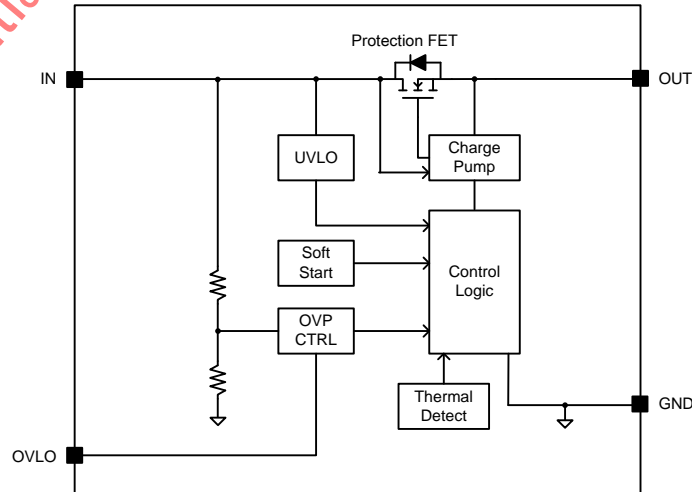 Protection FET
IN
OUT
UVLO
Charge
Pump
Soft
Start
Control
Logic
OVP
CTRL
Thermal
Detect
GND
OVLO